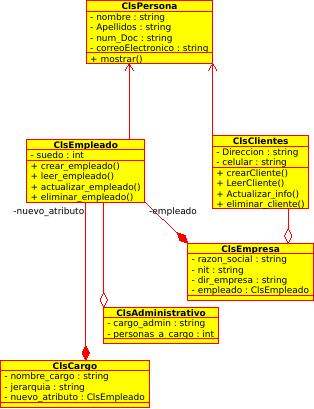 ClsPersona
- nombre : string
- Apellidos : string
- num_Doc : string
- correoElectronico : string
+ mostrar()
ClsEmpleado
- suedo : int
+ crear_empleado()
+ leer_empleado()
+ actualizar_empleado()
+ eliminar_empleado()
ClsClientes
- Direccion : string
- celular : string
+ crearCliente()
+ LeerCliente()
+ Actualizar_info()
+ eliminar_cliente()
-nuevo_atributo
-empleado
ClsEmpresa
- razon_social : string
- nit : string
- dir_empresa : string
- empleado : ClsEmpleado
ClsAdministrativo
- cargo_admin : string
- personas_a_cargo : int
ClsCargo
- nombre_cargo : string
- jerarquia : string
- nuevo_atributo : ClsEmpleado